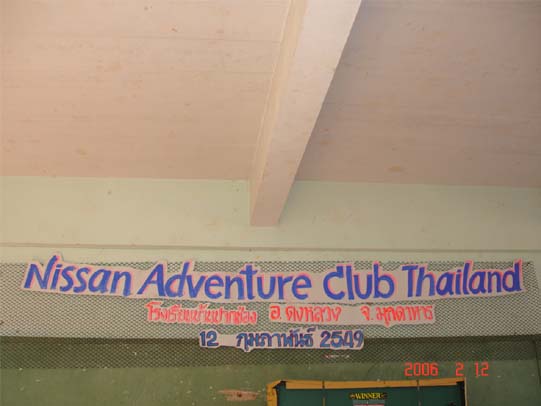 Nissan Adventure Club Thailand
โรงเรียนบ้านปากช่อง อ.ดงหลวง จ.มุกดาหาร
12 กุมภาพันธ์ 2549
2006 2 12
WINNER